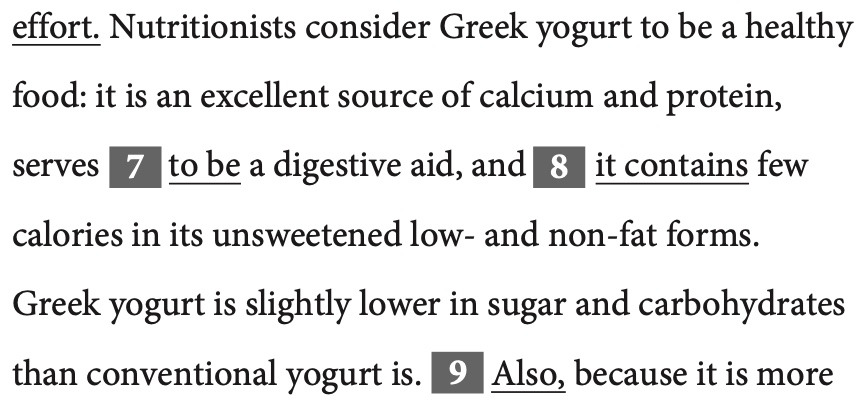 effort. Nutritionists consider Greek yogurt to be a healthy
food: it is an excellent source of calcium and protein,
serves 7 to be a digestive aid, and 8 it contains few
calories in its unsweetened low- and non-fat forms.
Greek yogurt is slightly lower in sugar and carbohydrates
than conventional yogurt is. 9 Also, because it is more